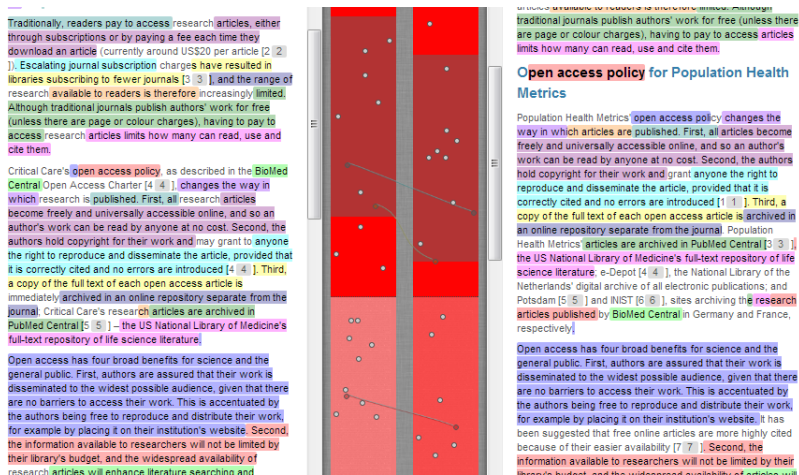 Traditionally, readers pay to access research articles, either
through subscriptions or by paying a fee each time they
download an article (currently around US$20 per article [2 2
]). Escalating journal subscription charges have resulted in
libraries subscribing to fewer journals [3 3 ], and the range of
research available to readers is therefore increasingly limited.
Although traditional journals publish authors' work for free
(unless there are page or colour charges), having to pay to
access research articles limits how many can read, use and
cite them.
Critical Care's open access policy, as described in the BioMed
Central Open Access Charter [4 4 ], changes the way in
which research is published. First, all research articles
become freely and universally accessible online, and so an
author's work can be read by anyone at no cost. Second, the
authors hold copyright for their work and may grant to anyone
the right to reproduce and disseminate the article, provided that
it is correctly cited and no errors are introduced [4 4 ]. Third,
a copy of the full text of each open access article is
immediately archived in an online repository separate from the
journal; Critical Care's research articles are archived in
PubMed Central [5 5 ] – the US National Library of Medicine's
full-text repository of life science literature.
Open access has four broad benefits for science and the
general public. First, authors are assured that their work is
disseminated to the widest possible audience, given that there
are no barriers to access their work. This is accentuated by
the authors being free to reproduce and distribute their work,
for example by placing it on their institution's website. Second,
the information available to researchers will not be limited by
their library's budget, and the widespread availability of
research articles will enhance literature searching and
articles available to readers is therefore limited. Although
traditional journals publish authors' work for free (unless there
are page or colour charges), having to pay to access articles
limits how many can read, use and cite them.
Open access policy for Population Health
Metrics
Population Health Metrics' open access policy changes the
way in which articles are published. First, all articles become
freely and universally accessible online, and so an author's
work can be read by anyone at no cost. Second, the authors
hold copyright for their work and grant anyone the right to
reproduce and disseminate the article, provided that it is
correctly cited and no errors are introduced [1 1 ]. Third, a
copy of the full text of each open access article is archived in
an online repository separate from the journal. Population
Health Metrics' articles are archived in PubMed Central [3 3 ],
the US National Library of Medicine's full-text repository of life
science literature; e-Depot [4 4 ], the National Library of the
Netherlands' digital archive of all electronic publications; and
Potsdam [5 5 ] and INIST [6 6 ], sites archiving the research
articles published by BioMed Central in Germany and France,
respectively.
Open access has four broad benefits for science and the
general public. First, authors are assured that their work is
disseminated to the widest possible audience, given that there
are no barriers to access their work. This is accentuated by
the authors being free to reproduce and distribute their work,
for example by placing it on their institution's website. It has
been suggested that free online articles are more highly cited
because of their easier availability [7 7 ]. Second, the
information available to researchers will not be limited by their
library's budget, and the widespread availability of articles will